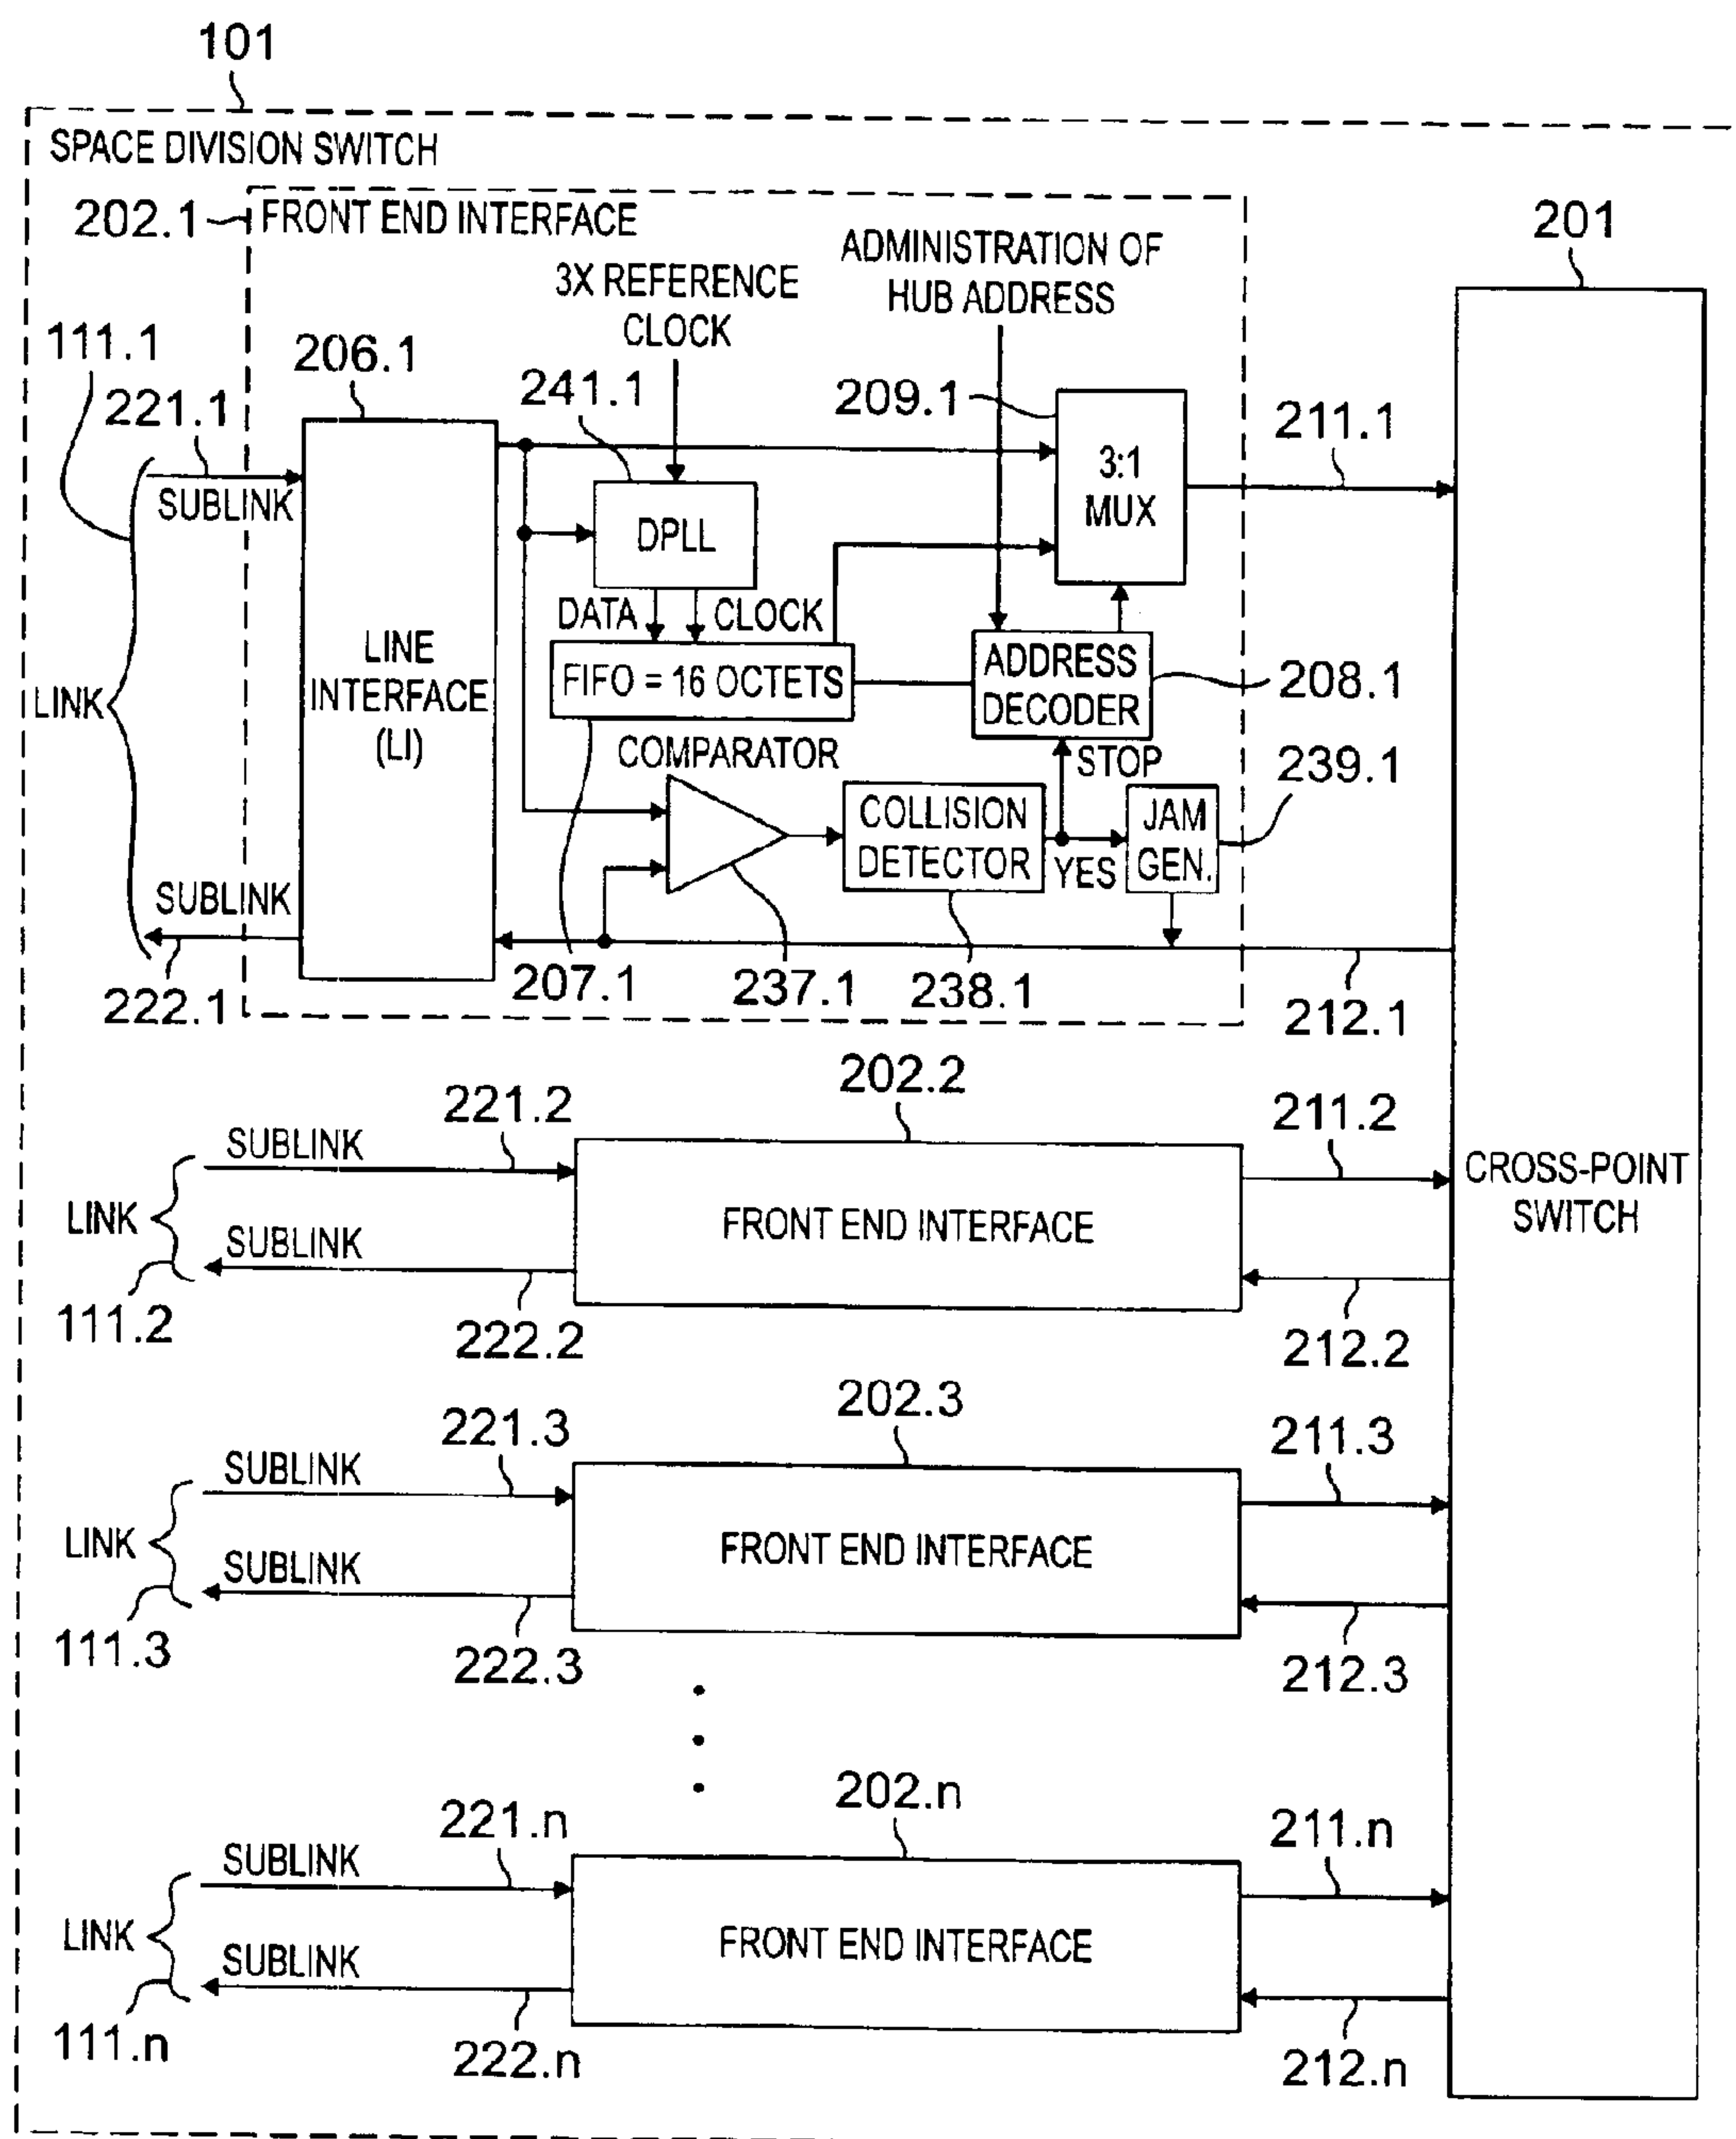 101
SPACE DIVISION SWITCH
202.1
FRONT END INTERFACE
201
ADMINISTRATION OF
HUB ADDRESS
3X REFERENCE
CLOCK
111.1
221.1
206.1
241.1
209.1
211.1
3:1
MUX
SUBLINK
DPLL
DATA
CLOCK
LINE
INTERFACE
(LI)
FIFO = 16 OCTETS
ADDRESS
DECODER
208.1
LINK
COMPARATOR
STOP
239.1
COLLISION
DETECTOR
YES
JAM
GEN.
SUBLINK
222.1
207.1
237.1
238.1
212.1
202.2
221.2
211.2
SUBLINK
CROSS-POINT
SWITCH
LINK
FRONT END INTERFACE
SUBLINK
111.2
222.2
212.2
202.3
221.3
211.3
SUBLINK
LINK
FRONT END INTERFACE
SUBLINK
111.3
222.3
212.3
202.n
221.n
211.n
SUBLINK
LINK
FRONT END INTERFACE
SUBLINK
111.n
222.n
212.n